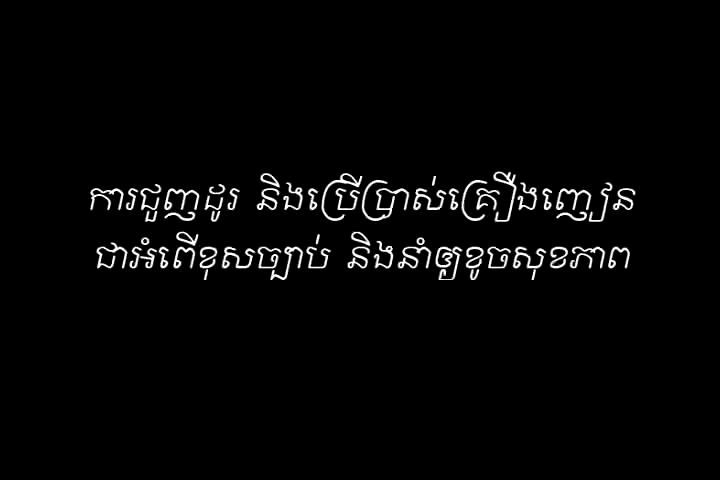 ការជួញដូរ និងប្រើប្រាស់គ្រឿងញៀន
ជាអំពើខុសច្បាប់ និងនាំឲ្យខូចសុខភាព